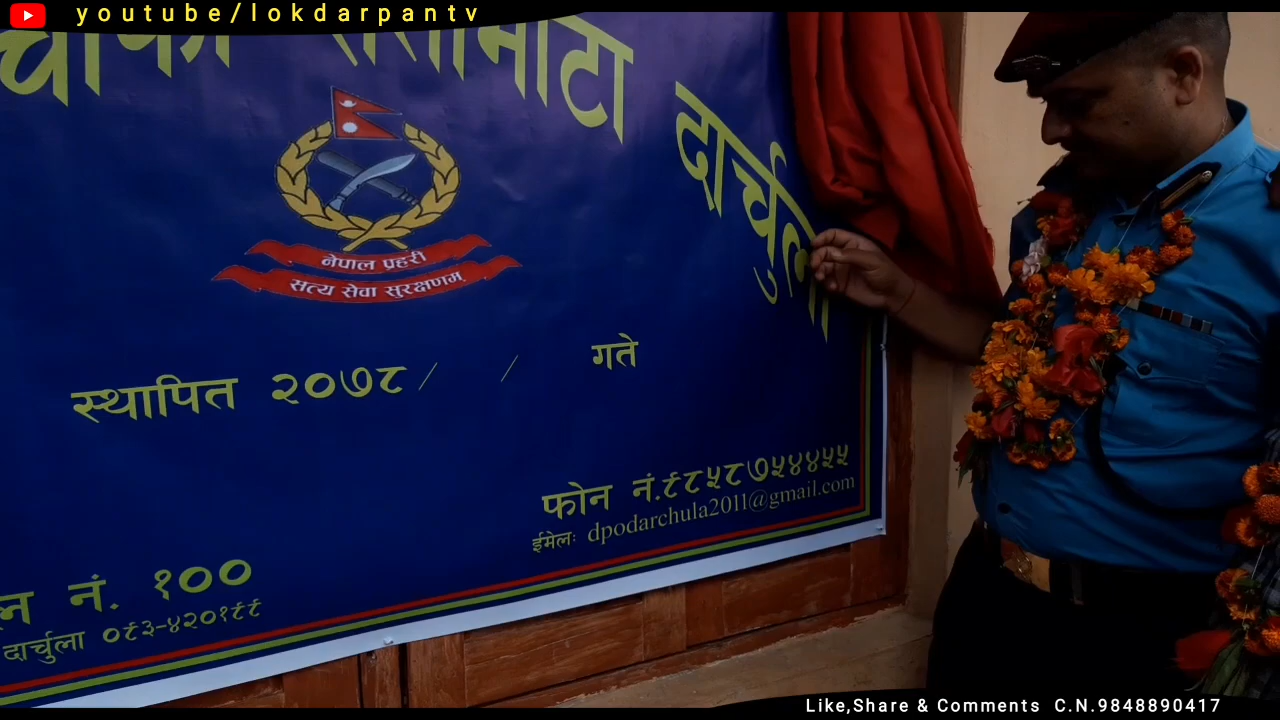 youtube/lokdarpantv
दार्चुला
नेपाल प्रहरी
सत्य सेवा सुरक्षणम्
स्थापित २०७८/ / गते
फोन नं.९८५८७५४४५५
ईमेलः dpodarchula2011@gmail.com
नं. १००
दार्चुला ०९३-४२०१९९
Like,Share & Comments C.N.9848890417